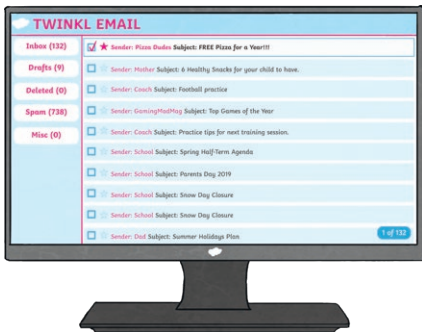 TWINKL EMAIL
Inbox (132)
Drafts (9)
Deleted (0)
Spam (738)
Misc (0)
Sender: Pizza Dudes Subject: FREE Pizza for a Year!!!
Sender: Mother Subject: 6 Healthy Snacks for your child to have.
Sender: Coach Subject: Football practice
Sender: GamingMadMag Subject: Top Games of the Year
Sender: Coach Subject: Practice tips for next training session.
Sender: School Subject: Spring Half-Term Agenda
Sender: School Subject: Parents Day 2019
Sender: School Subject: Snow Day Closure
Sender: School Subject: Snow Day Closure
Sender: Dad Subject: Summer Holidays Plan
1 of 132